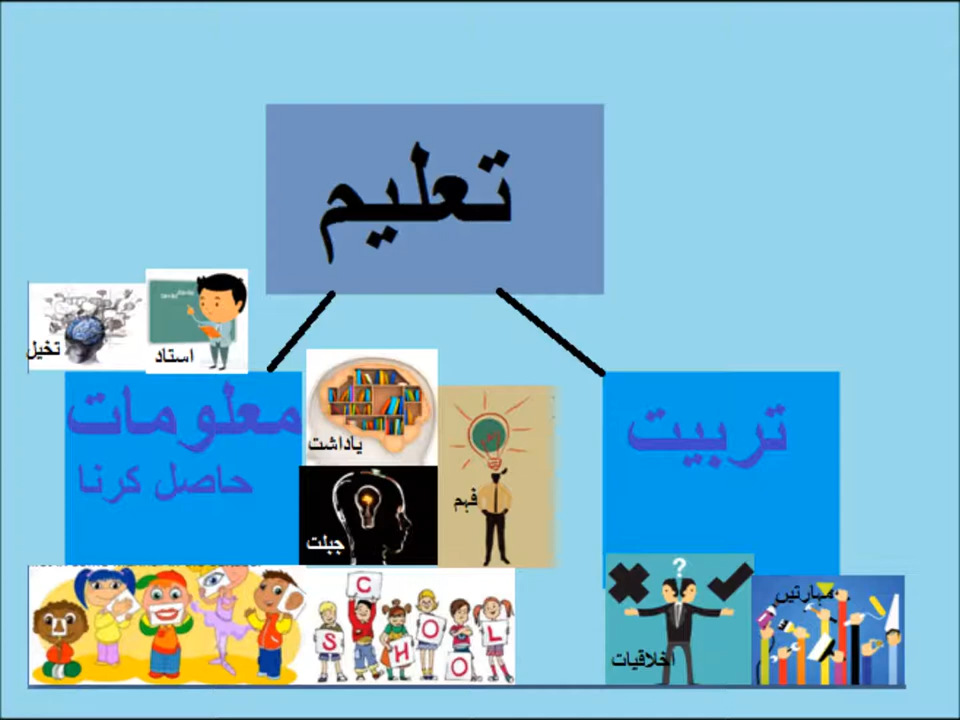 تعلیم
تخیل
استاد
معلومات
حاصل کرنا
یاداشت
جبلت
فہم
تربیت
S C H O O L
?
اخلاقیات
مہارتیں